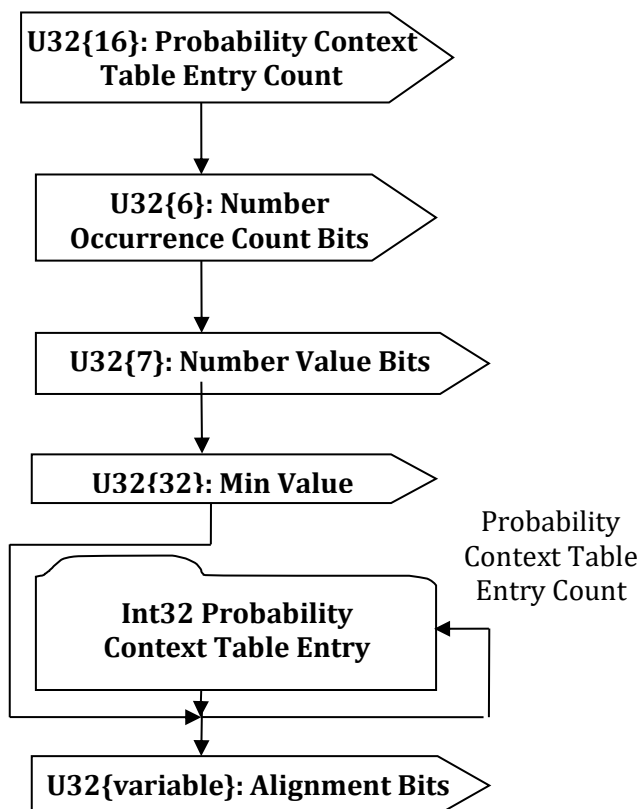 U32{16}: Probability Context
Table Entry Count
U32{6}: Number
Occurrence Count Bits
U32{7}: Number Value Bits
U32{32}: Min Value
Probability
Context Table
Entry Count
Int32 Probability
Context Table Entry
U32{variable}: Alignment Bits